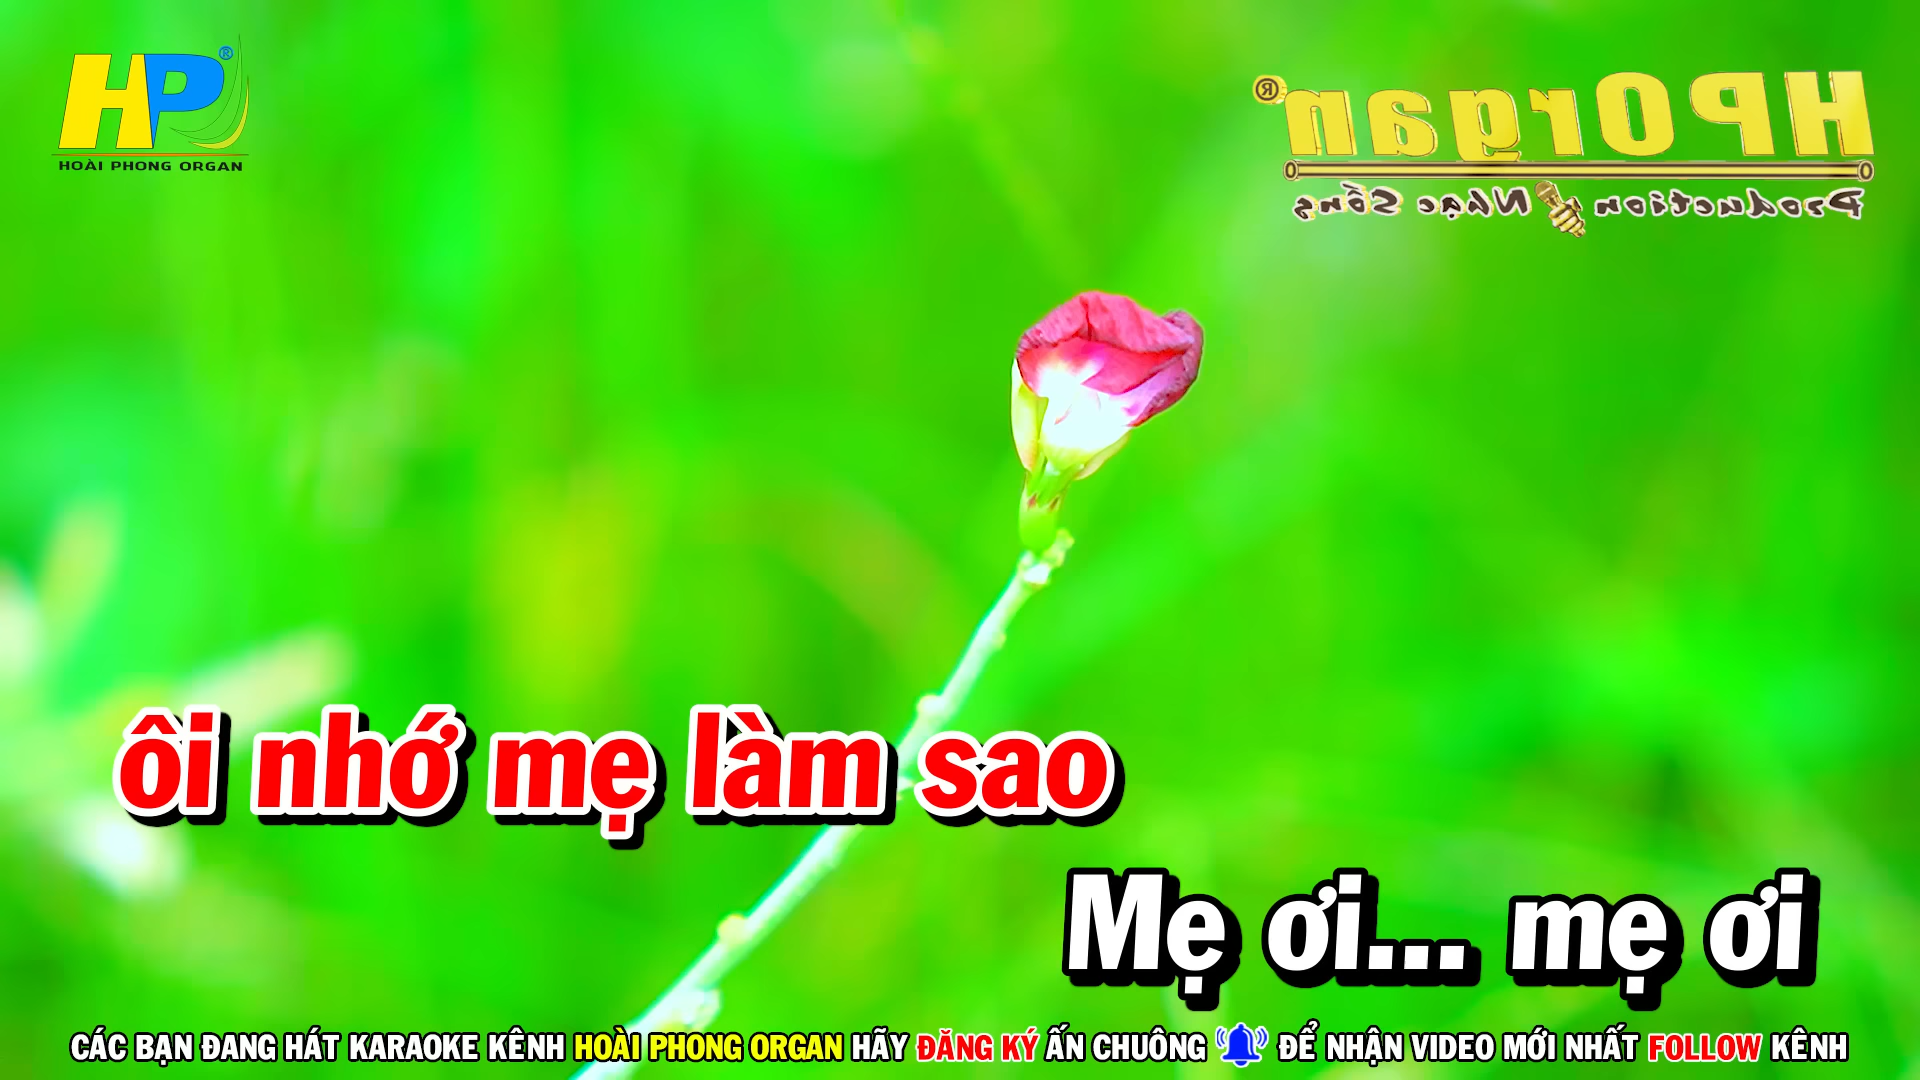 HP®
HOÀI PHONG ORGAN
HPOrgan®
Production Nhạc Sống
ôi nhớ mẹ làm sao
Mẹ ơi... mẹ ơi
CÁC BẠN ĐANG HÁT KARAOKE KÊNH HOÀI PHONG ORGAN HÃY ĐĂNG KÝ ẤN CHUÔNG ĐỂ NHẬN VIDEO MỚI NHẤT FOLLOW KÊNH